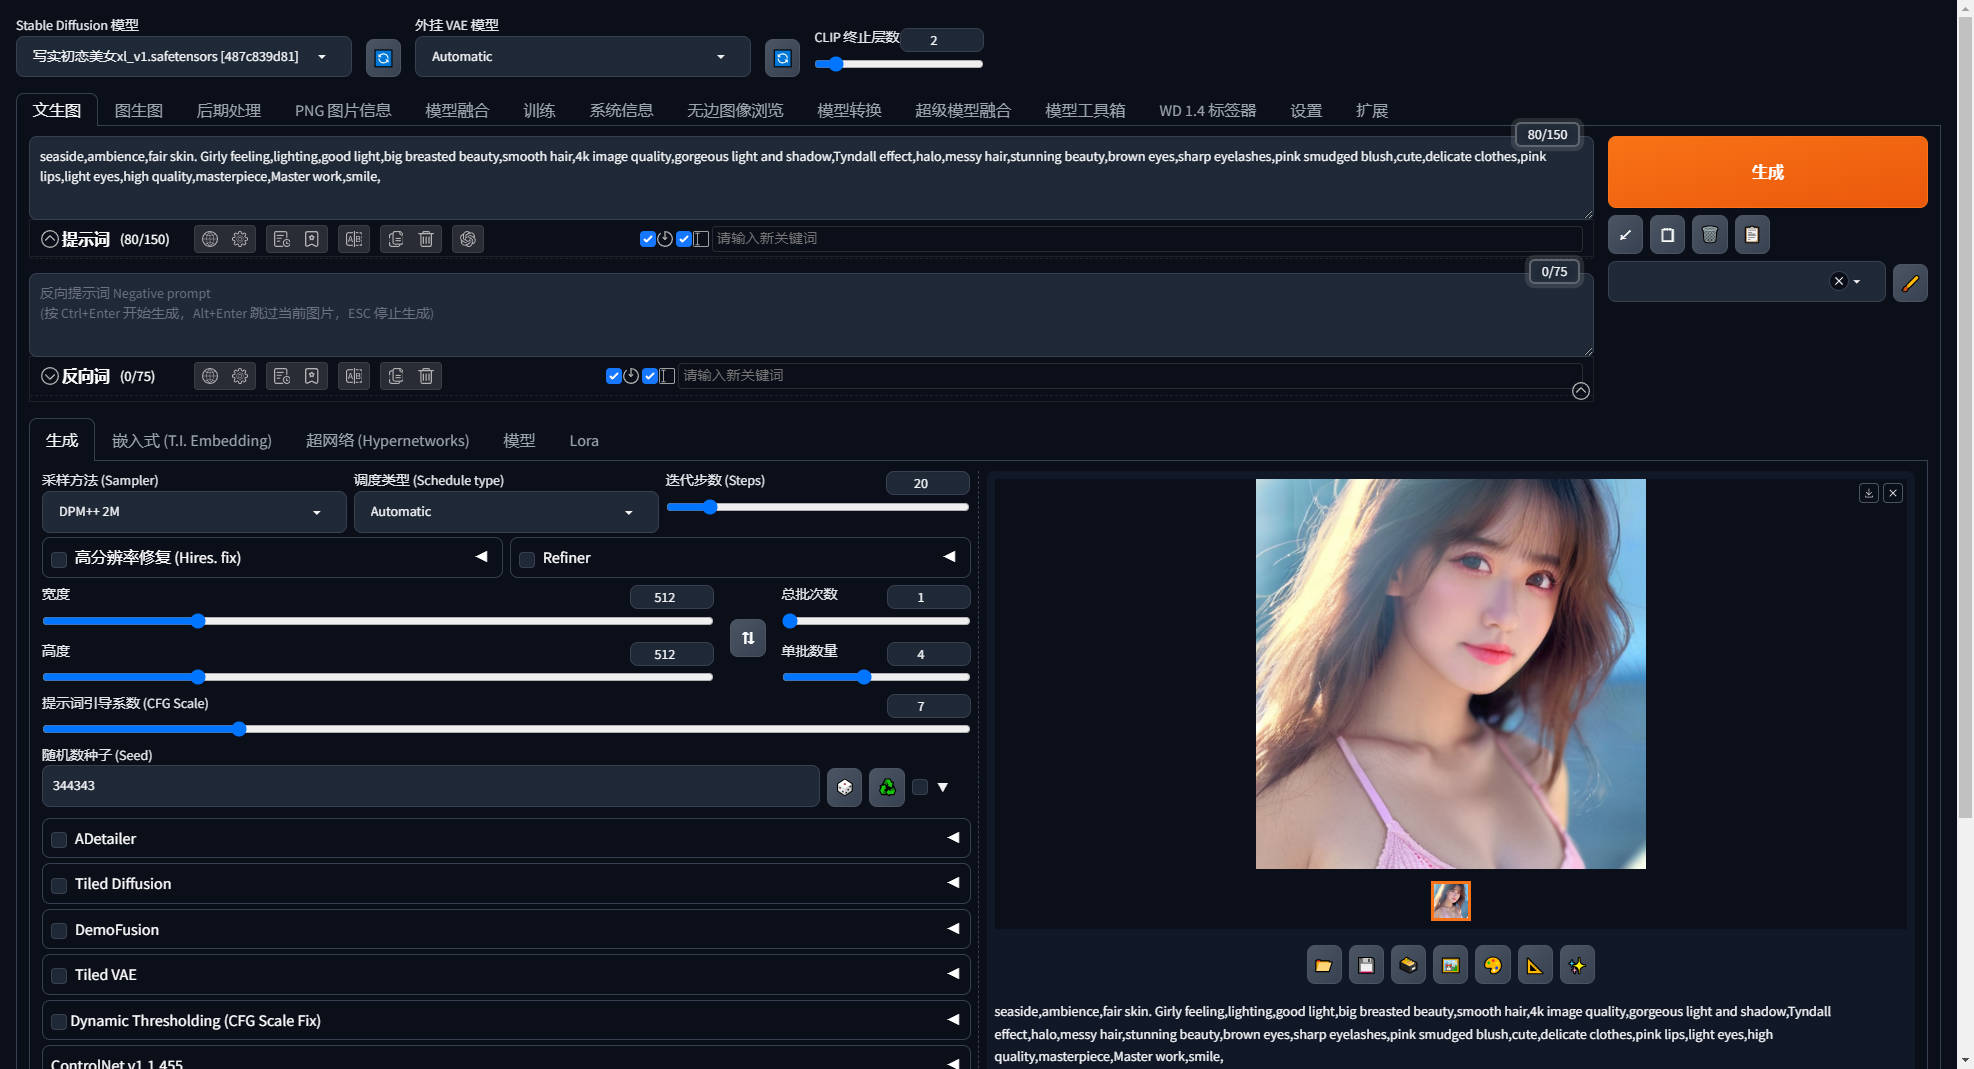 Stable Diffusion 模型
外挂 VAE 模型
CLIP 终止层数
2
写实初恋美女xl_v1.safetensors [487c839d81]
Automatic
文生图
图生图
后期处理
PNG 图片信息
模型融合
训练
系统信息
无边图像浏览
模型转换
超级模型融合
模型工具箱
WD 1.4 标签器
设置
扩展
80/150
seaside,ambience,fair skin. Girly feeling,lighting,good light,big breasted beauty,smooth hair,4k image quality,gorgeous light and shadow,Tyndall effect,halo,messy hair,stunning beauty,brown eyes,sharp eyelashes,pink smudged blush,cute,delicate clothes,pink
lips,light eyes,high quality,masterpiece,Master work,smile,
生成
提示词 (80/150)
请输入新关键词
0/75
反向提示词 Negative prompt
(按 Ctrl+Enter 开始生成，Alt+Enter 跳过当前图片，ESC 停止生成)
反向词 (0/75)
请输入新关键词
生成
嵌入式 (T.I. Embedding)
超网络 (Hypernetworks)
模型
Lora
采样方法 (Sampler)
调度类型 (Schedule type)
迭代步数 (Steps)
20
DPM++ 2M
Automatic
高分辨率修复 (Hires. fix)
Refiner
宽度
512
总批次数
1
高度
512
单批数量
4
提示词引导系数 (CFG Scale)
7
随机数种子 (Seed)
344343
ADetailer
Tiled Diffusion
DemoFusion
Tiled VAE
Dynamic Thresholding (CFG Scale Fix)
ControlNet v1.1.455
seaside,ambience,fair skin. Girly feeling,lighting,good light,big breasted beauty,smooth hair,4k image quality,gorgeous light and shadow,Tyndall
effect,halo,messy hair,stunning beauty,brown eyes,sharp eyelashes,pink smudged blush,cute,delicate clothes,pink lips,light eyes,high
quality,masterpiece,Master work,smile,